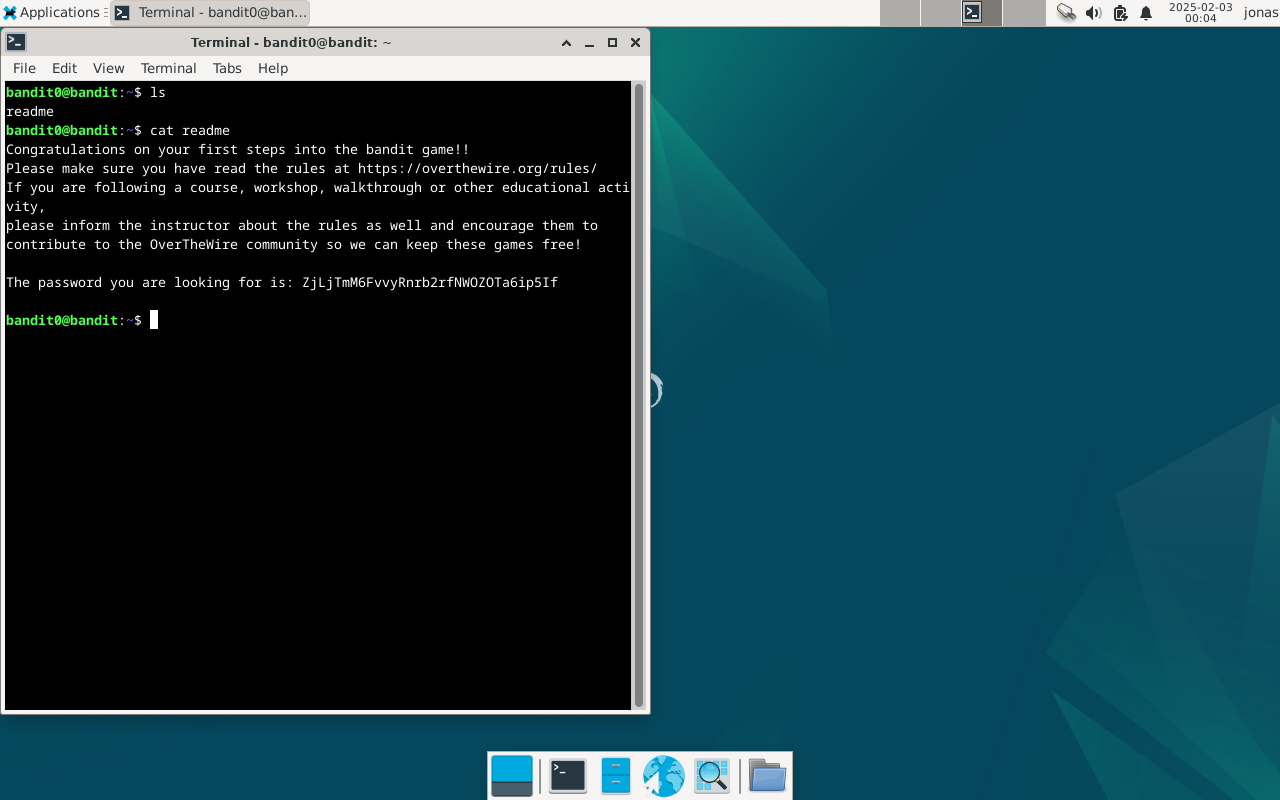 Applications
Terminal - bandit0@ban...
2025-02-03
00:04
jonas
Terminal - bandit0@bandit: ~
File Edit View Terminal Tabs Help
bandit0@bandit:~$ ls
readme
bandit0@bandit:~$ cat readme
Congratulations on your first steps into the bandit game!!
Please make sure you have read the rules at https://overthewire.org/rules/
If you are following a course, workshop, walkthrough or other educational acti
vity,
please inform the instructor about the rules as well and encourage them to
contribute to the OverTheWire community so we can keep these games free!
The password you are looking for is: ZjLjTmM6FvvyRnrb2rfNWOZOTa6ip5If
bandit0@bandit:~$